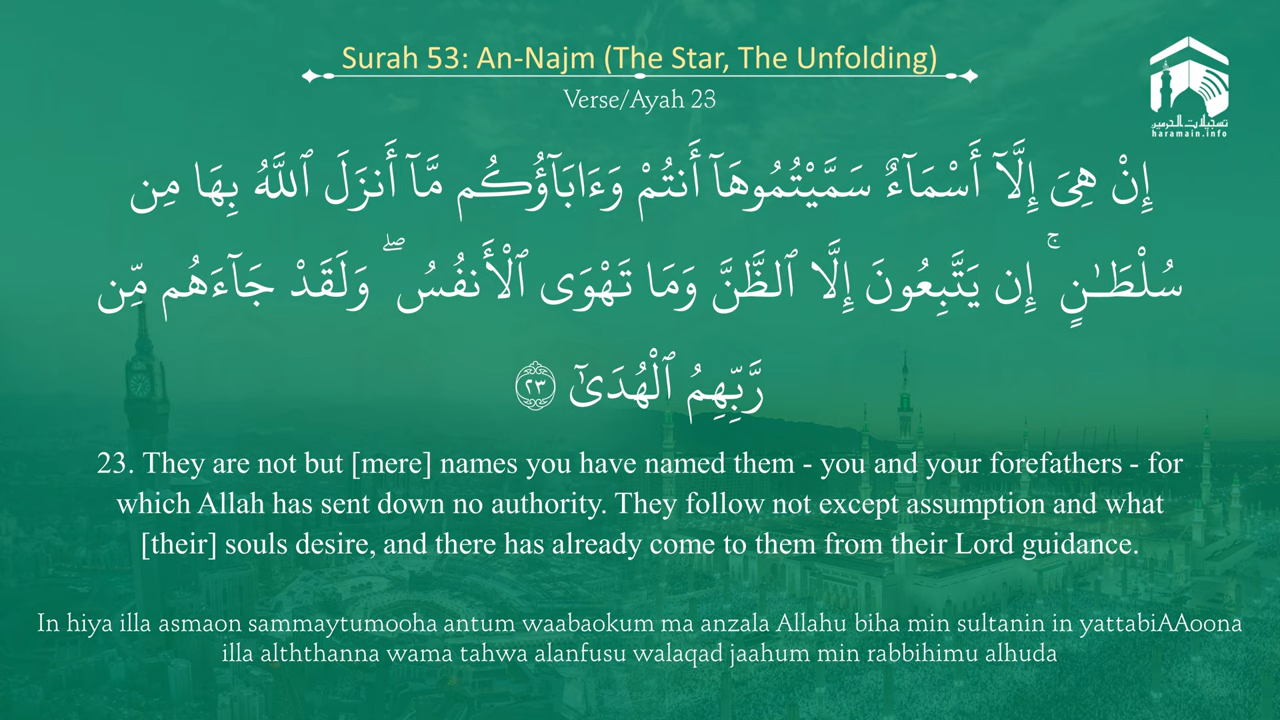 Surah 53: An-Najm (The Star, The Unfolding)
Verse/Ayah 23
تسجيلات الحرمين
haramain.info
إِنْ هِىَ إِلَّآ أَسْمَآءٌ سَمَّيْتُمُوهَآ أَنتُمْ وَءَابَآؤُكُم مَّآ أَنزَلَ ٱللَّهُ بِهَا مِن
سُلْطَـٰنٍ ۚ إِن يَتَّبِعُونَ إِلَّا ٱلظَّنَّ وَمَا تَهْوَى ٱلْأَنفُسُ ۖ وَلَقَدْ جَآءَهُم مِّن
رَّبِّهِمُ ٱلْهُدَىٰٓ ٢٣
23. They are not but [mere] names you have named them - you and your forefathers - for
which Allah has sent down no authority. They follow not except assumption and what
[their] souls desire, and there has already come to them from their Lord guidance.
In hiya illa asmaon sammaytumooha antum waabaokum ma anzala Allahu biha min sultanin in yattabiAAoona
illa alththanna wama tahwa alanfusu walaqad jaahum min rabbihimu alhuda